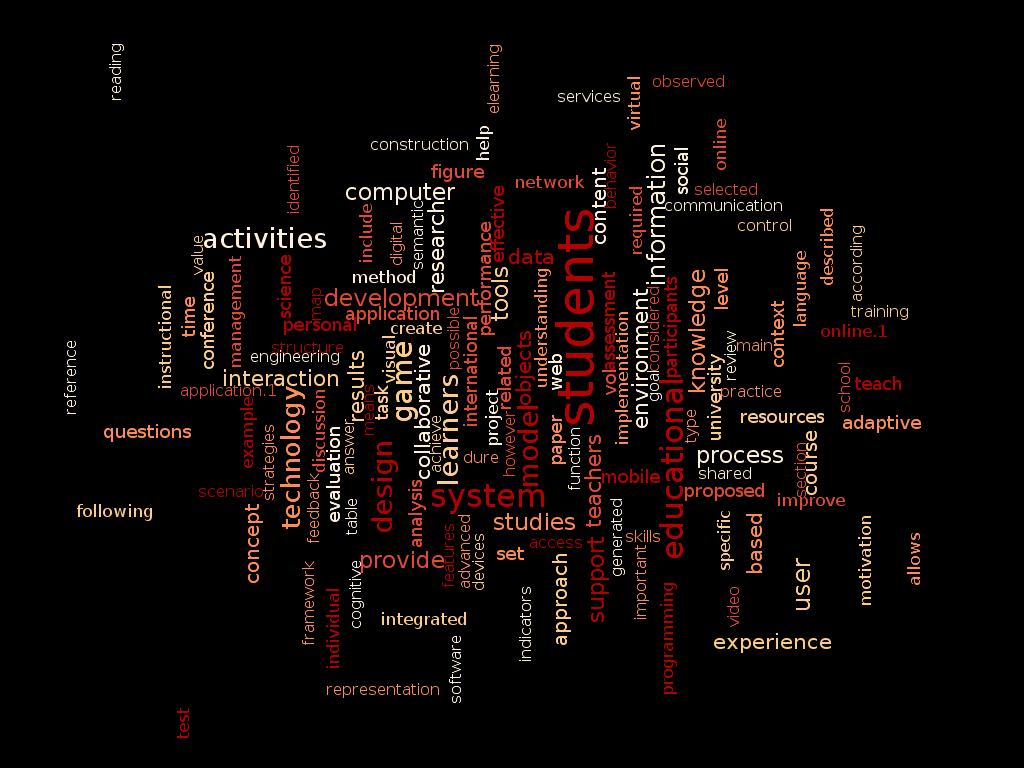 reading
elearning
services
virtual
observed
construction
help
online
identified
figure
network
behavior
content
information
social
selected
communication
computer
include
digital
semantic
researcher
effective
required
control
described
activities
value
method
performance
data
students
according
instructional
time
conference
management
science
map
personal
development
application
create
tools
understanding
assessment
environment
considered
participants
knowledge
level
context
language
training
online.1
reference
structure
engineering
interaction
application.1
results
visual
task
game
means
possible
collaborative
international
related
objects
web
implementation
goal
university
review
main
practice
school
teach
questions
example
strategies
technology
discussion
evaluation
answer
design
achieve
learners
project
however
model
paper
function
teachers
educational
type
resources
adaptive
process
shared
section
course
scenario
feedback
table
analysis
dure
system
mobile
proposed
improve
following
concept
provide
features
advanced
devices
studies
set
access
support
generated
skills
important
specific
based
user
motivation
allows
framework
individual
cognitive
integrated
indicators
approach
programming
video
experience
representation
software
test